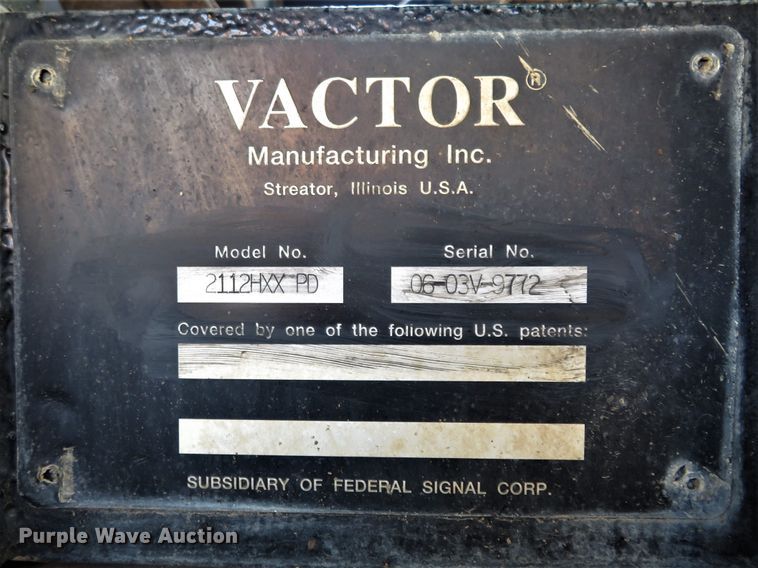 VACTOR®
Manufacturing Inc.
Streator, Illinois U.S.A.
Model No. Serial No.
2112HXX PD 06-03V-9772
Covered by one of the following U.S. patents:
SUBSIDIARY OF FEDERAL SIGNAL CORP.
Purple Wave Auction